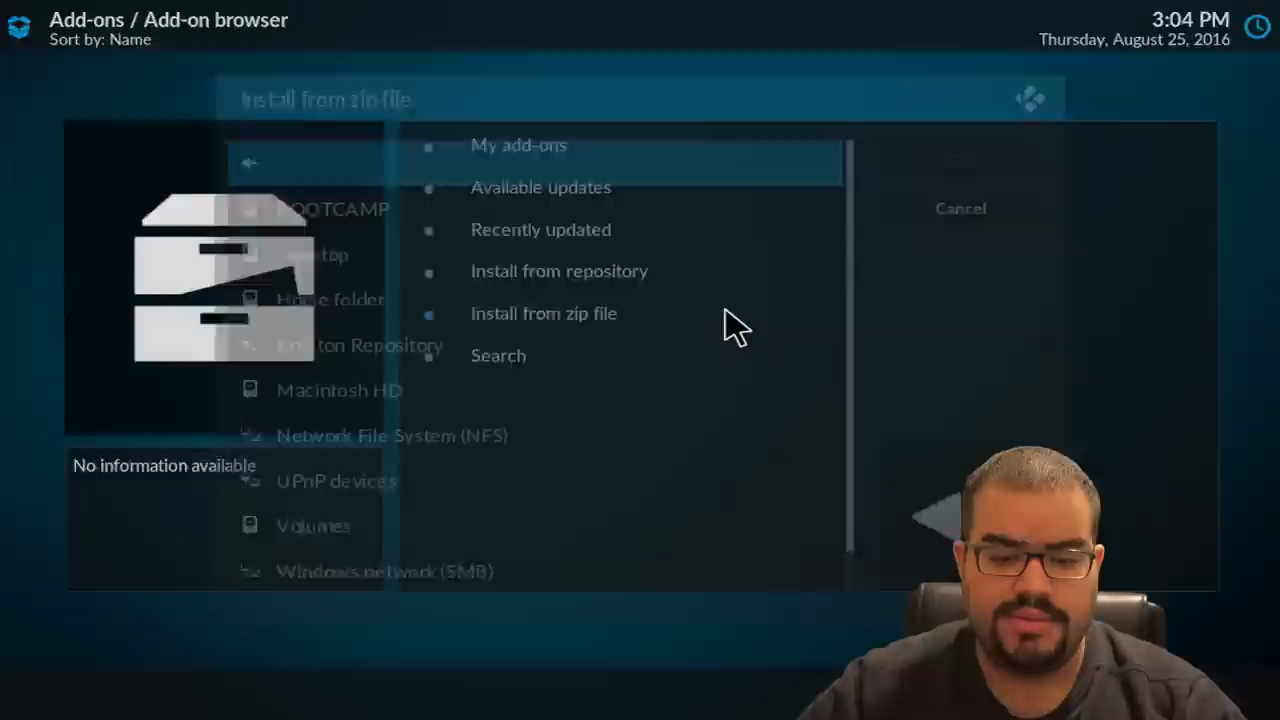 Add-ons / Add-on browser
Sort by: Name
3:04 PM
Thursday, August 25, 2016
Install from zip file
My add-ons
Available updates
Recently updated
Install from repository
Install from zip file
Search
Cancel
BOOTCAMP
Desktop
Home folder
Repository
Macintosh HD
Network File System (NFS)
UPnP devices
Volumes
Windows network (SMB)
No information available